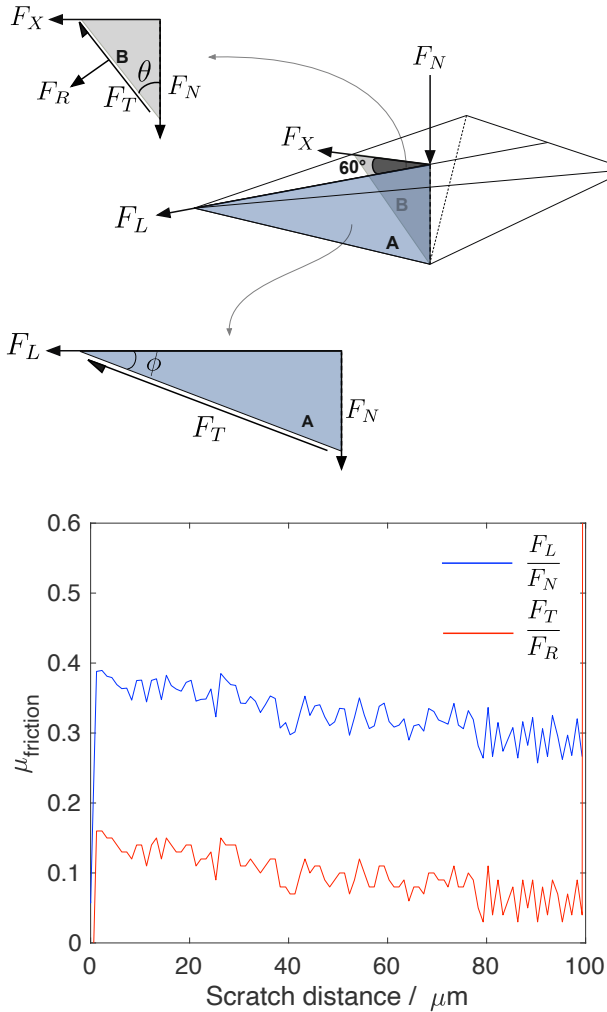 F_X
B
θ
F_N
F_R
F_T
F_N
F_X
60°
B
F_L
A
F_L
ϕ
A
F_N
F_T
0.6
0.5
0.4
0.3
0.2
0.1
0
μ_friction
F_L
F_N
F_T
F_R
0 20 40 60 80 100
Scratch distance / μm